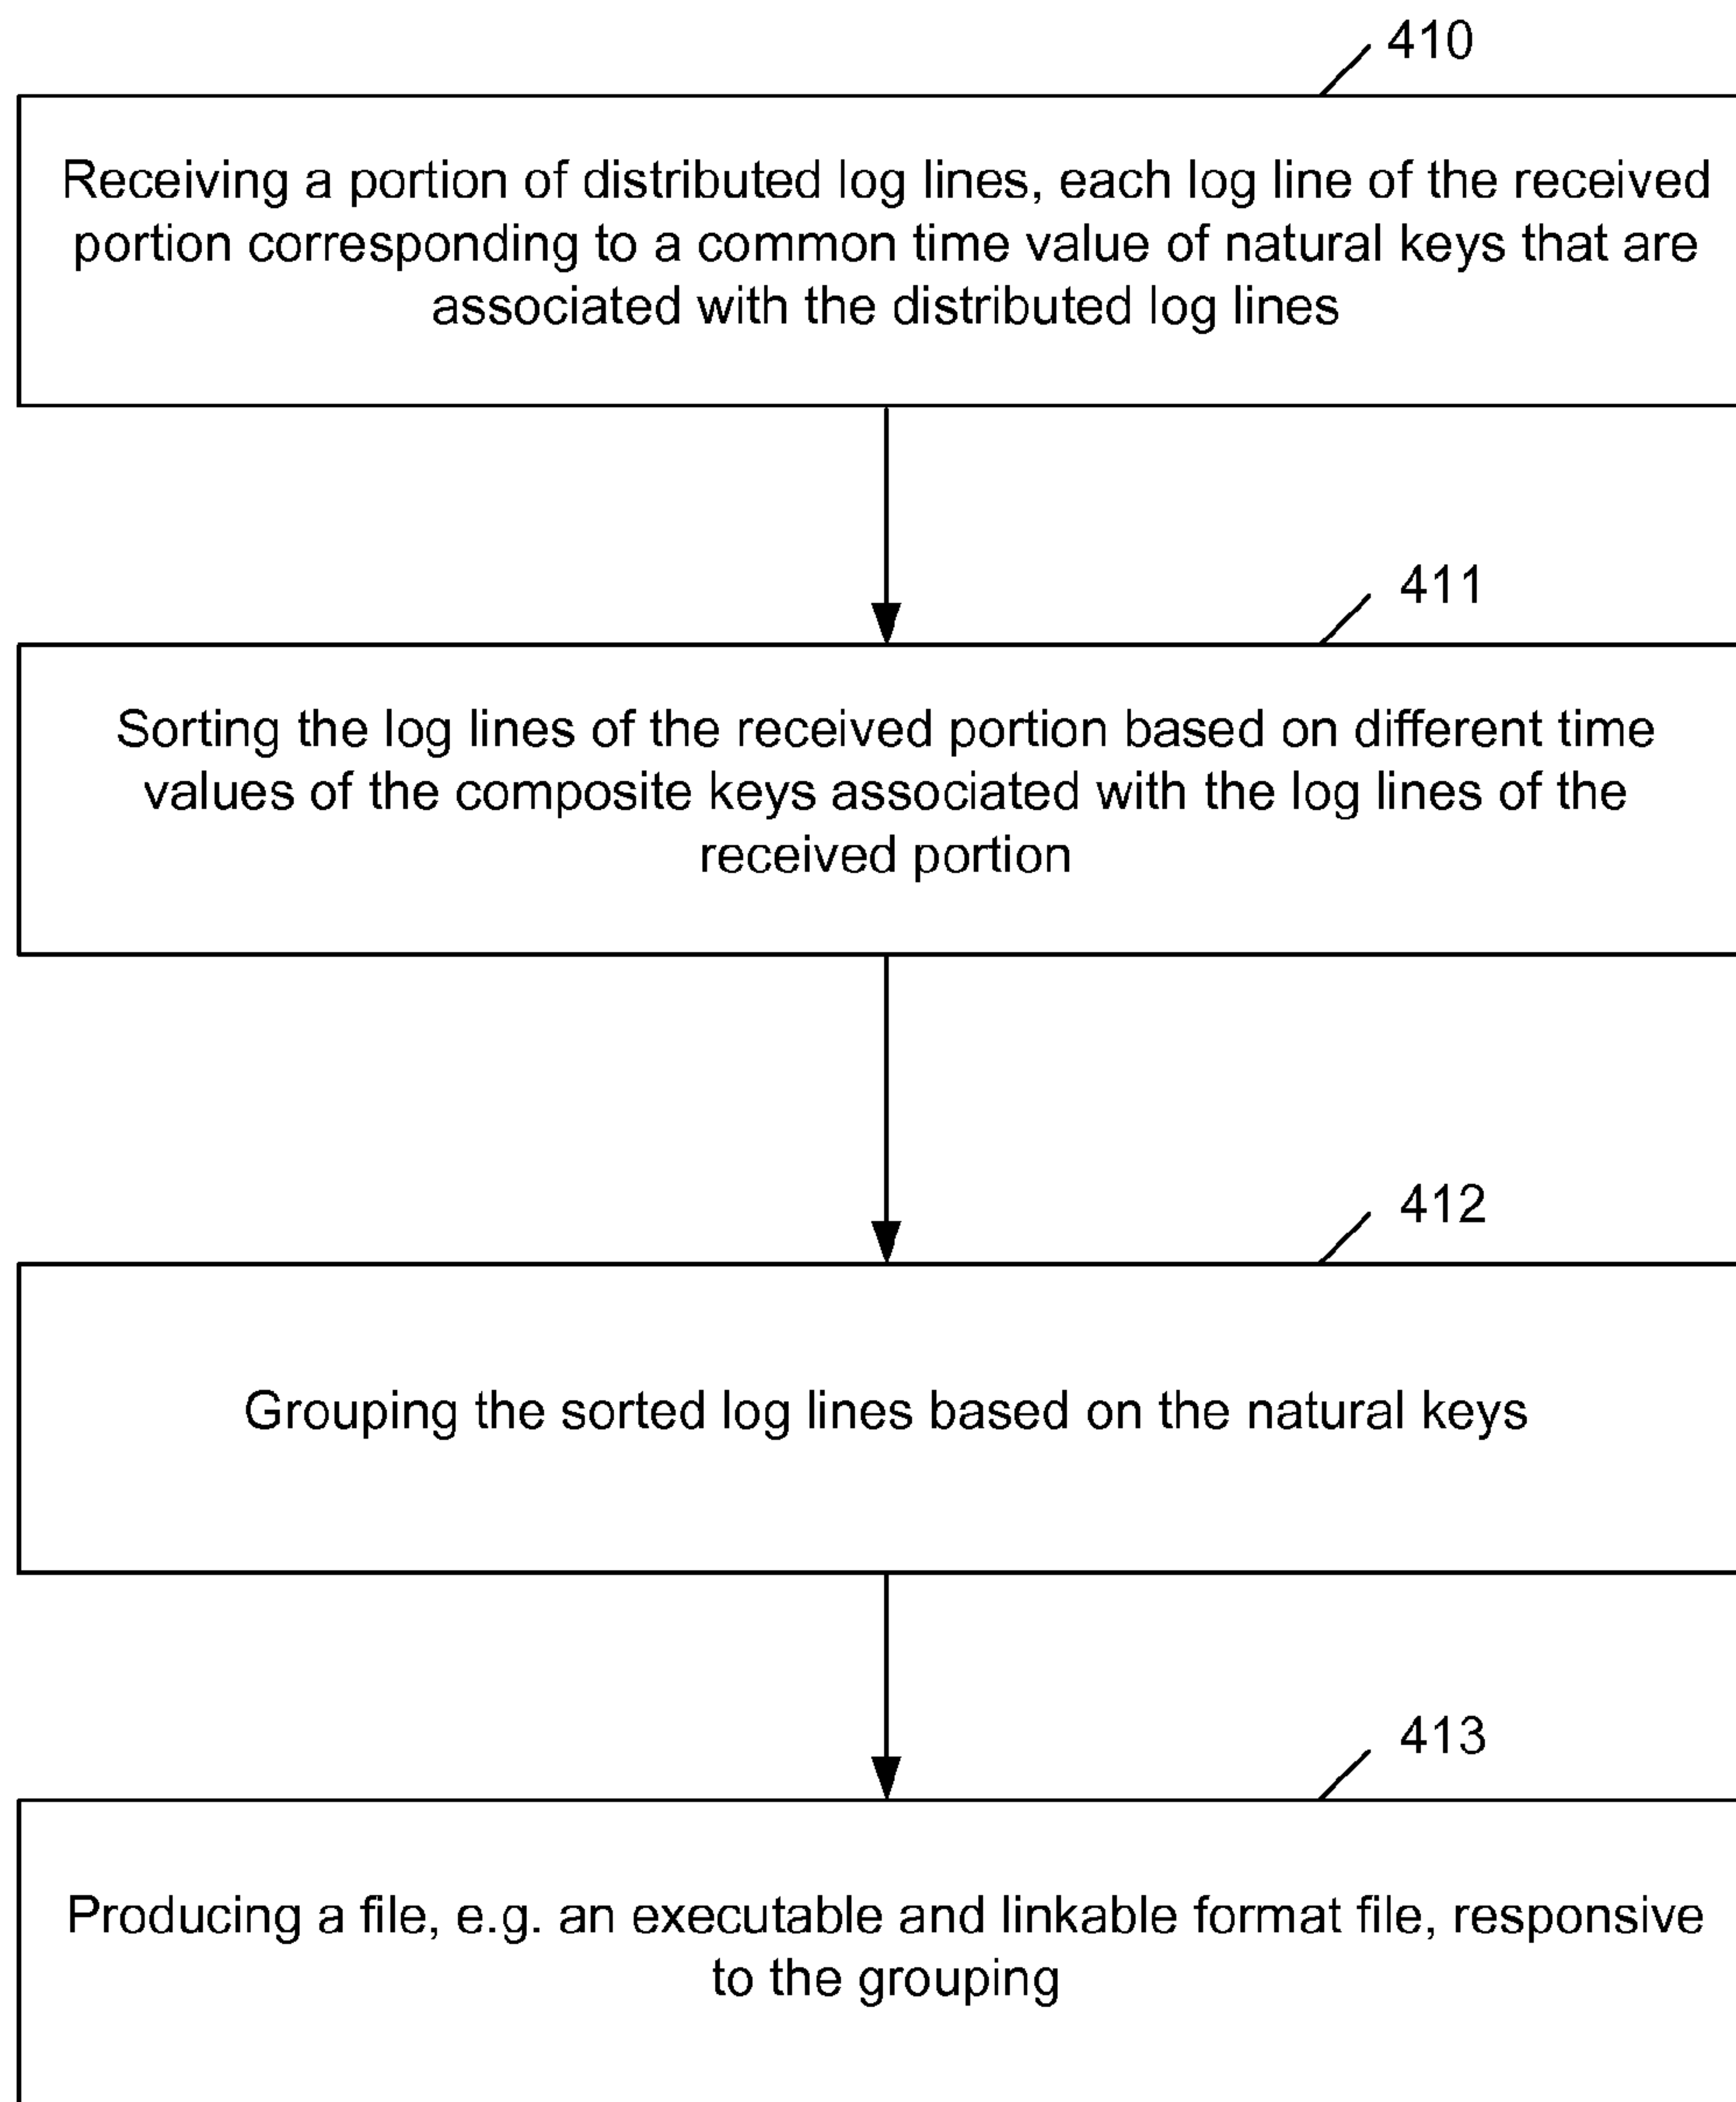 410
Receiving a portion of distributed log lines, each log line of the received
portion corresponding to a common time value of natural keys that are
associated with the distributed log lines
411
Sorting the log lines of the received portion based on different time
values of the composite keys associated with the log lines of the
received portion
412
Grouping the sorted log lines based on the natural keys
413
Producing a file, e.g. an executable and linkable format file, responsive
to the grouping